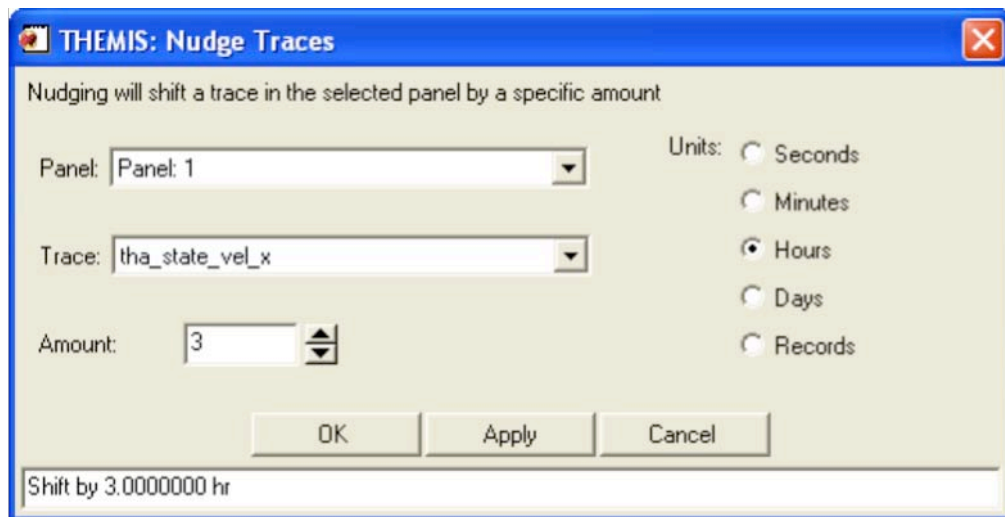 THEMIS: Nudge Traces
Nudging will shift a trace in the selected panel by a specific amount
Panel: Panel: 1
Trace: tha_state_vel_x
Amount: 3
Units:
Seconds
Minutes
Hours
Days
Records
OK Apply Cancel
Shift by 3.0000000 hr